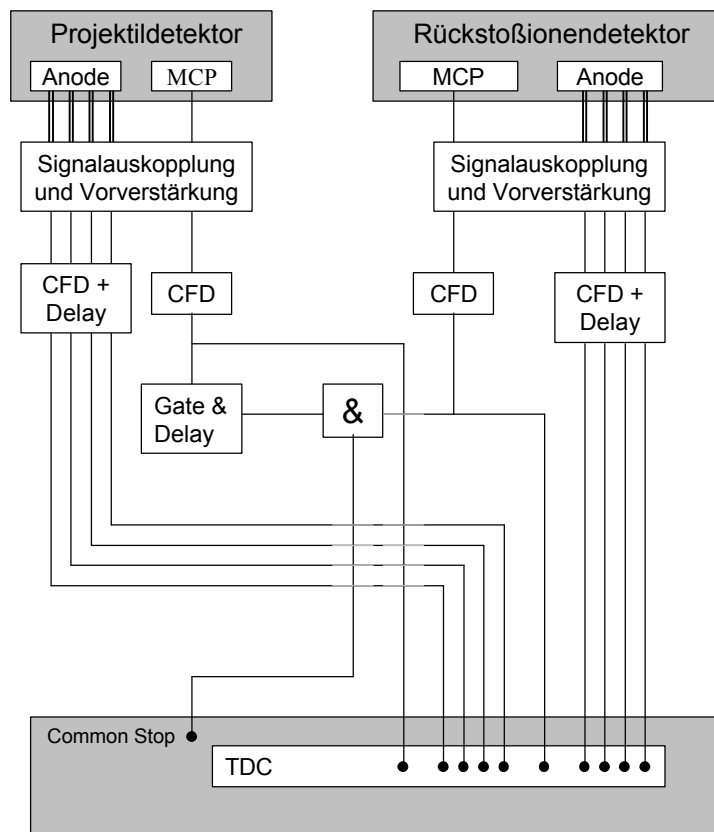 Projektildetektor
Rückstoßionendetektor
Anode
MCP
MCP
Anode
Signalauskopplung
und Vorverstärkung
Signalauskopplung
und Vorverstärkung
CFD +
Delay
CFD
CFD
CFD +
Delay
Gate &
Delay
&
Common Stop
TDC